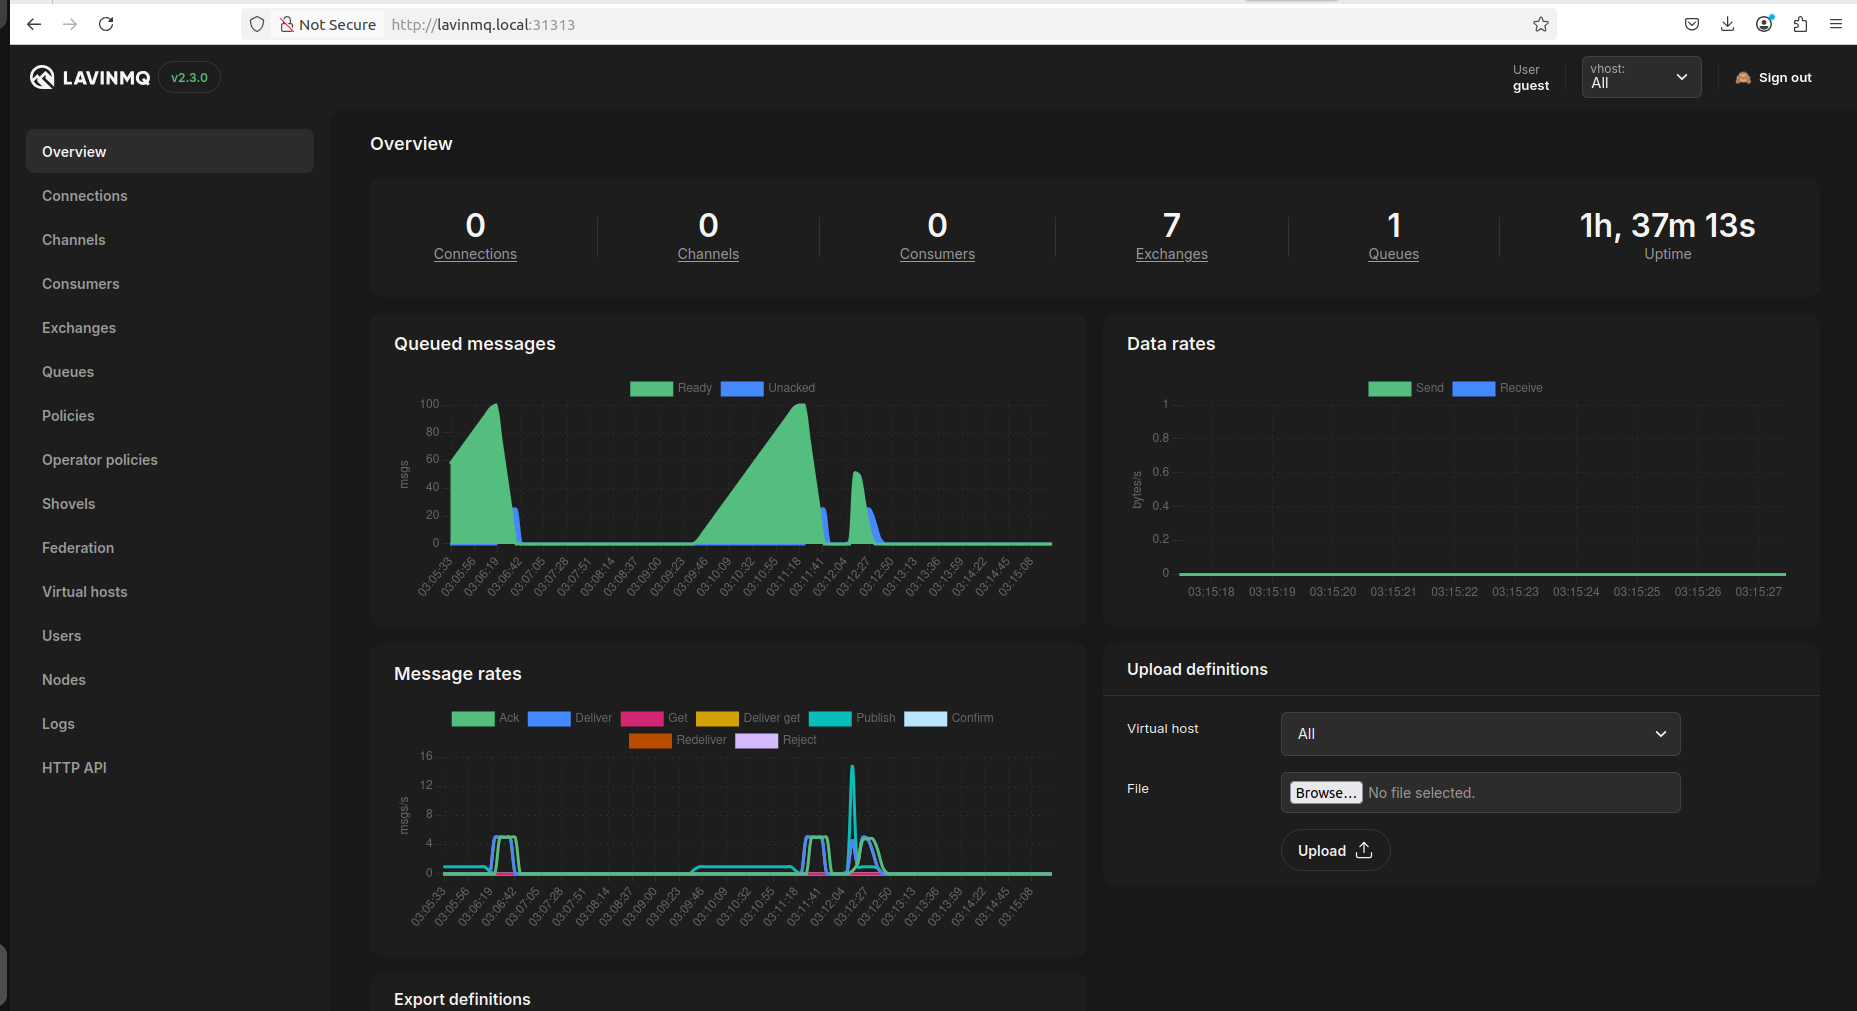 Not Secure http://lavinmq.local:31313
LAVINMQ v2.3.0
User
guest
vhost:
All
Sign out
Overview
Connections
Channels
Consumers
Exchanges
Queues
Policies
Operator policies
Shovels
Federation
Virtual hosts
Users
Nodes
Logs
HTTP API
Overview
0 0 0 7 1 1h, 37m 13s
Connections Channels Consumers Exchanges Queues Uptime
Queued messages
Ready Unacked
msgs
100
80
60
40
20
0
03:05:33 03:05:56 03:06:19 03:06:42 03:07:05 03:07:28 03:07:51 03:08:14 03:08:37 03:09:00 03:09:23 03:09:46 03:10:09 03:10:32 03:10:55 03:11:18 03:11:41 03:12:04 03:12:27 03:12:50 03:13:13 03:13:36 03:13:59 03:14:22 03:14:45 03:15:08
Data rates
Send Receive
bytes/s
1
0.8
0.6
0.4
0.2
0
03:15:18 03:15:19 03:15:20 03:15:21 03:15:22 03:15:23 03:15:24 03:15:25 03:15:26 03:15:27
Message rates
Ack Deliver Get Deliver get Publish Confirm
Redeliver Reject
msgs/s
16
12
8
4
0
03:05:33 03:05:56 03:06:19 03:06:42 03:07:05 03:07:28 03:07:51 03:08:14 03:08:37 03:09:00 03:09:23 03:09:46 03:10:09 03:10:32 03:10:55 03:11:18 03:11:41 03:12:04 03:12:27 03:12:50 03:13:13 03:13:36 03:13:59 03:14:22 03:14:45 03:15:08
Upload definitions
Virtual host All
File Browse... No file selected.
Upload
Export definitions